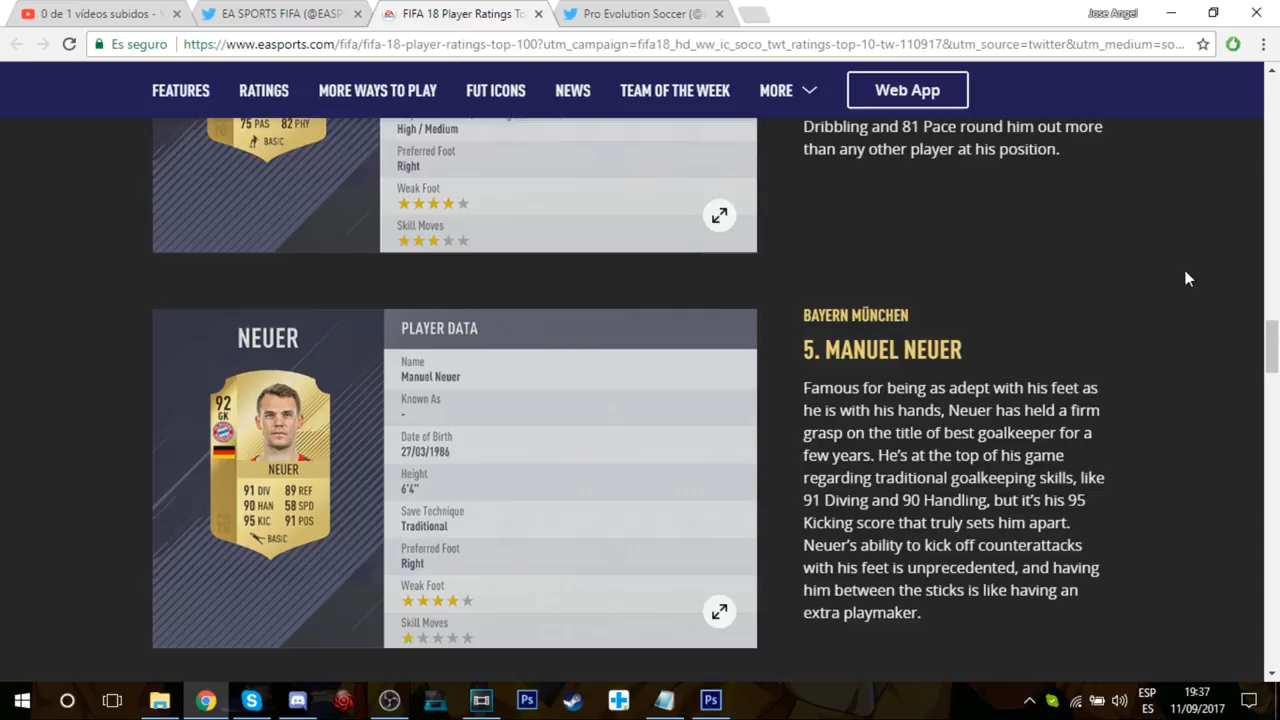 0 de 1 vídeos subidos -
EA SPORTS FIFA (@EASP
FIFA 18 Player Ratings To
Pro Evolution Soccer (@
Jose Angel
Es seguro
https://www.easports.com/fifa/fifa-18-player-ratings-top-100?utm_campaign=fifa18_hd_ww_ic_soco_twt_ratings-top-10-tw-110917&utm_source=twitter&utm_medium=so...
FEATURES RATINGS MORE WAYS TO PLAY FUT ICONS NEWS TEAM OF THE WEEK MORE Web App
75 PAS 82 PHY
BASIC
High / Medium
Preferred Foot
Right
Weak Foot
Skill Moves
Dribbling and 81 Pace round him out more
than any other player at his position.
NEUER
92
GK
NEUER
91 DIV 89 REF
90 HAN 58 SPD
95 KIC 91 POS
BASIC
PLAYER DATA
Name
Manuel Neuer
Known As
-
Date of Birth
27/03/1986
Height
6'4"
Save Technique
Traditional
Preferred Foot
Right
Weak Foot
Skill Moves
BAYERN MÜNCHEN
5. MANUEL NEUER
Famous for being as adept with his feet as
he is with his hands, Neuer has held a firm
grasp on the title of best goalkeeper for a
few years. He's at the top of his game
regarding traditional goalkeeping skills, like
91 Diving and 90 Handling, but it's his 95
Kicking score that truly sets him apart.
Neuer's ability to kick off counterattacks
with his feet is unprecedented, and having
him between the sticks is like having an
extra playmaker.
Ps
Ps
ESP
ES
19:37
11/09/2017